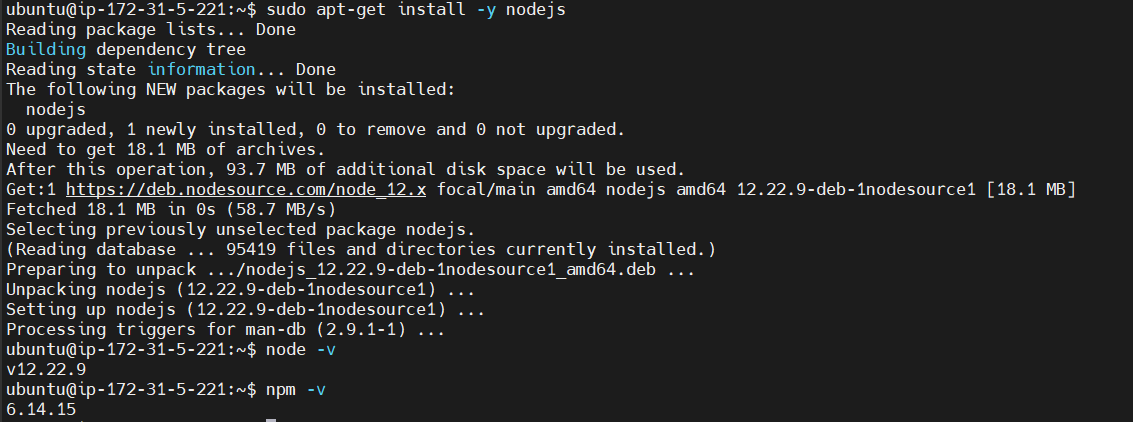 ubuntu@ip-172-31-5-221:~$ sudo apt-get install -y nodejs
Reading package lists... Done
Building dependency tree
Reading state information... Done
The following NEW packages will be installed:
  nodejs
0 upgraded, 1 newly installed, 0 to remove and 0 not upgraded.
Need to get 18.1 MB of archives.
After this operation, 93.7 MB of additional disk space will be used.
Get:1 https://deb.nodesource.com/node_12.x focal/main amd64 nodejs amd64 12.22.9-deb-1nodesource1 [18.1 MB]
Fetched 18.1 MB in 0s (58.7 MB/s)
Selecting previously unselected package nodejs.
(Reading database ... 95419 files and directories currently installed.)
Preparing to unpack .../nodejs_12.22.9-deb-1nodesource1_amd64.deb ...
Unpacking nodejs (12.22.9-deb-1nodesource1) ...
Setting up nodejs (12.22.9-deb-1nodesource1) ...
Processing triggers for man-db (2.9.1-1) ...
ubuntu@ip-172-31-5-221:~$ node -v
v12.22.9
ubuntu@ip-172-31-5-221:~$ npm -v
6.14.15